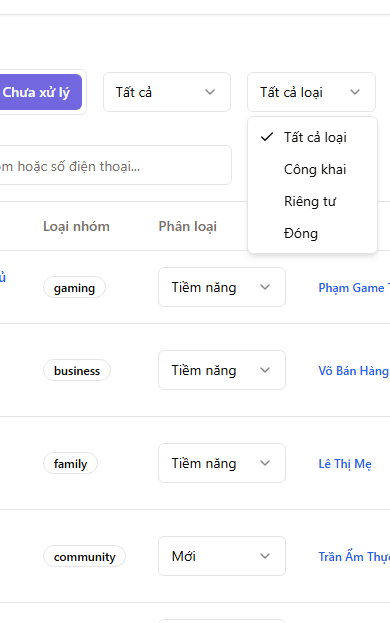 Chưa xử lý
Tất cả
Tất cả loại
Tất cả loại
Công khai
Riêng tư
Đóng
hoặc số điện thoại...
Loại nhóm
Phân loại
gaming
Tiềm năng
Phạm Game
business
Tiềm năng
Võ Bán Hàng
family
Tiềm năng
Lê Thị Mẹ
community
Mới
Trần Ẩm Thực